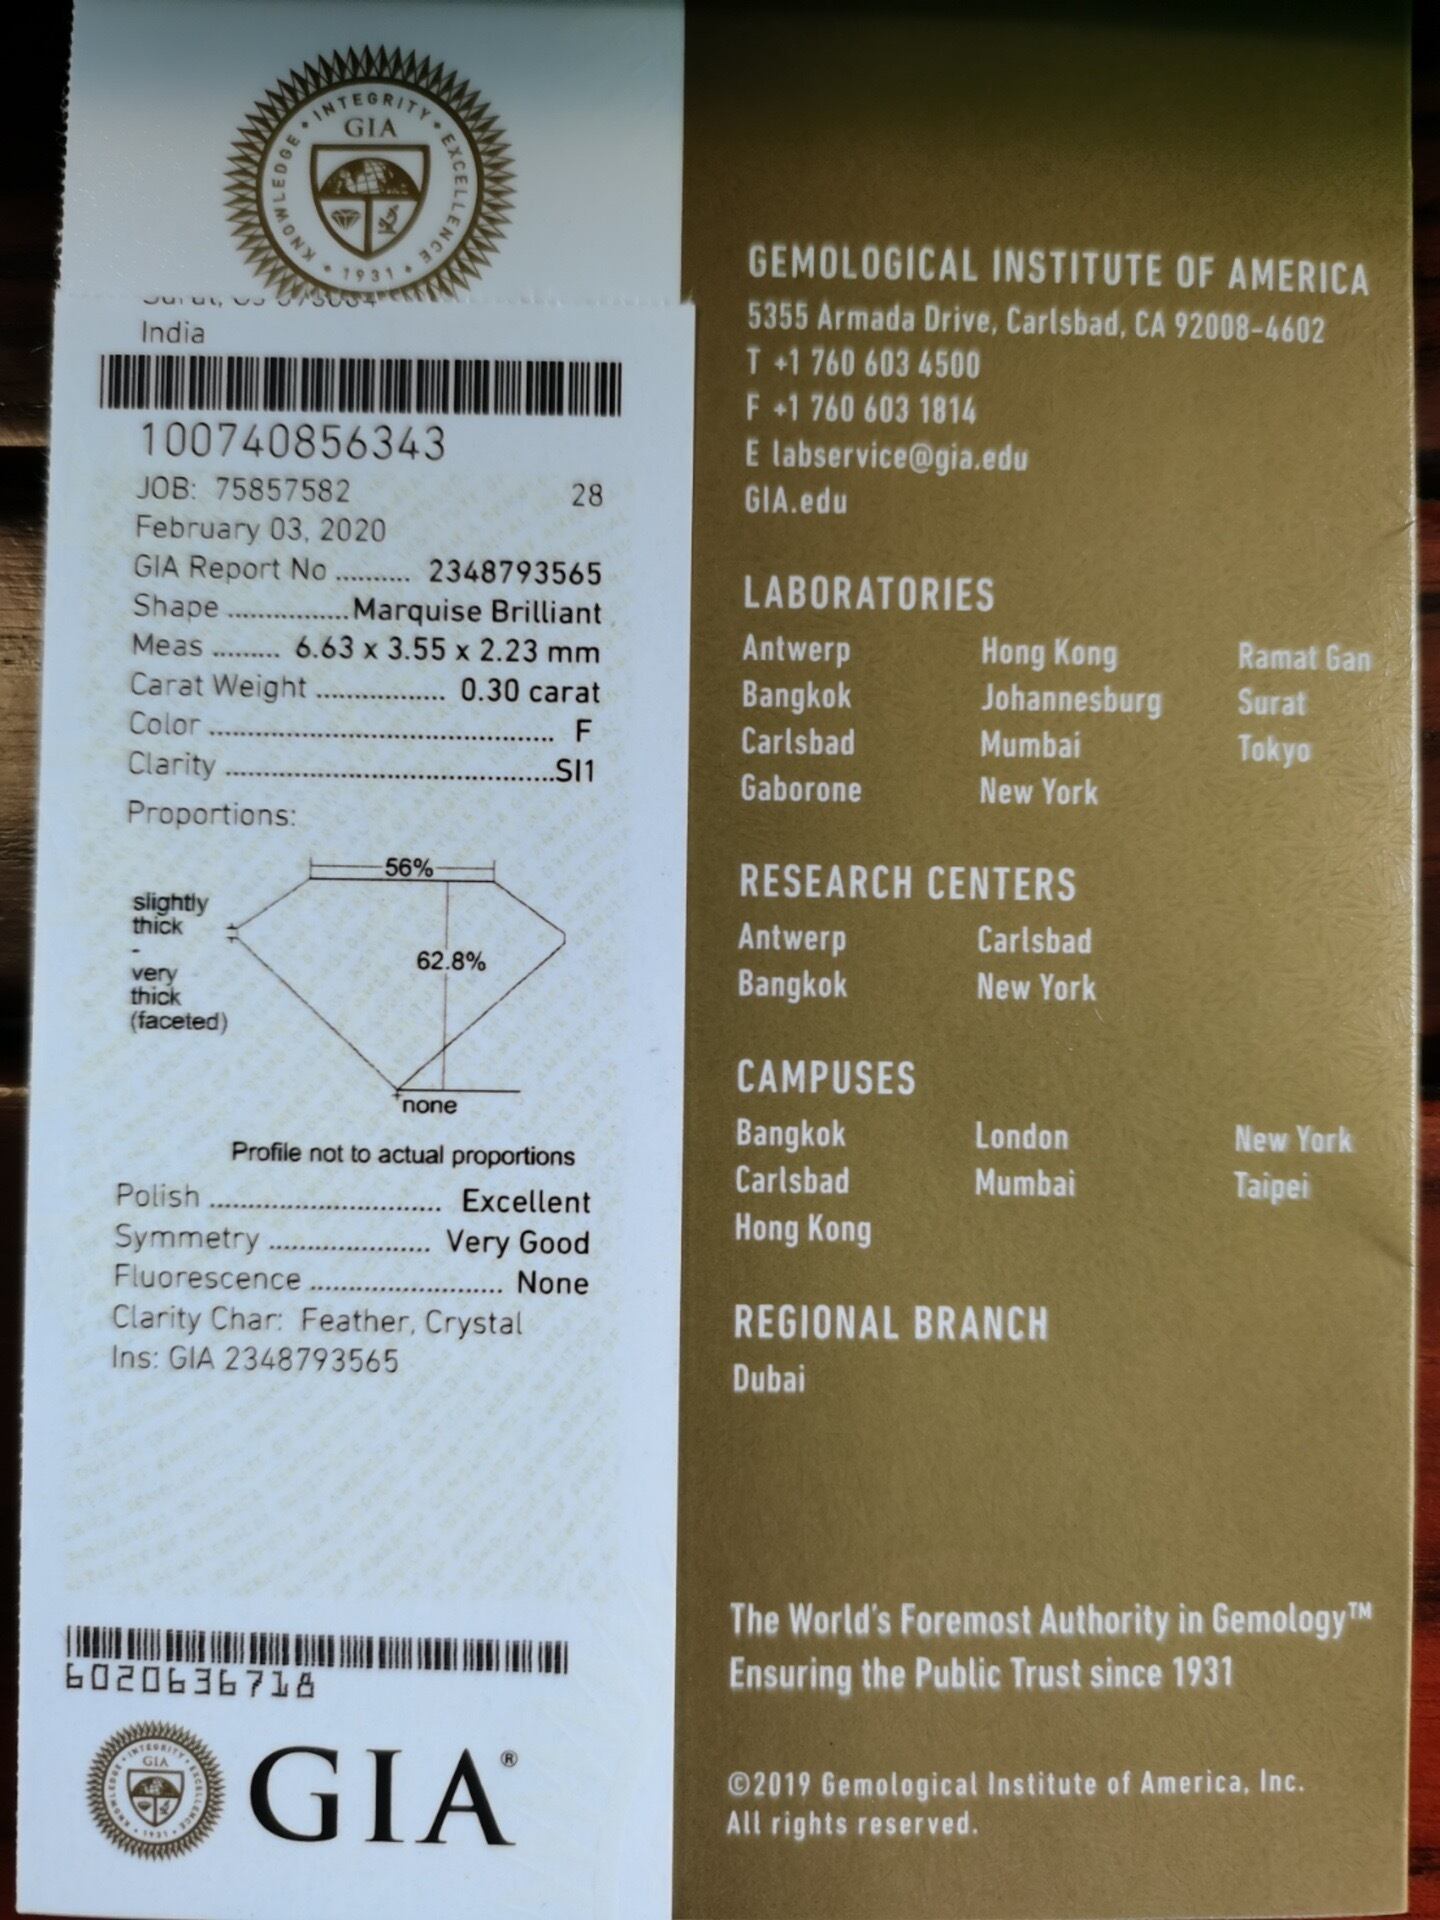 INTEGRITY • EXCELLENCE • 1931 • KNOWLEDGE •
GIA
India
100740856343
JOB: 75857582 28
February 03, 2020
GIA Report No .......... 2348793565
Shape ................Marquise Brilliant
Meas ......... 6.63 x 3.55 x 2.23 mm
Carat Weight ................. 0.30 carat
Color ............................................. F
Clarity ...........................................SI1
Proportions:
56%
slightly
thick
-
very
thick
(faceted)
62.8%
none
Profile not to actual proportions
Polish .............................. Excellent
Symmetry ..................... Very Good
Fluorescence ......................... None
Clarity Char: Feather, Crystal
Ins: GIA 2348793565
6020636718
INTEGRITY • EXCELLENCE • 1931 • KNOWLEDGE •
GIA
GIA®
GEMOLOGICAL INSTITUTE OF AMERICA
5355 Armada Drive, Carlsbad, CA 92008-4602
T +1 760 603 4500
F +1 760 603 1814
E labservice@gia.edu
GIA.edu
LABORATORIES
Antwerp Hong Kong Ramat Gan
Bangkok Johannesburg Surat
Carlsbad Mumbai Tokyo
Gaborone New York
RESEARCH CENTERS
Antwerp Carlsbad
Bangkok New York
CAMPUSES
Bangkok London New York
Carlsbad Mumbai Taipei
Hong Kong
REGIONAL BRANCH
Dubai
The World's Foremost Authority in Gemology™
Ensuring the Public Trust since 1931
©2019 Gemological Institute of America, Inc.
All rights reserved.